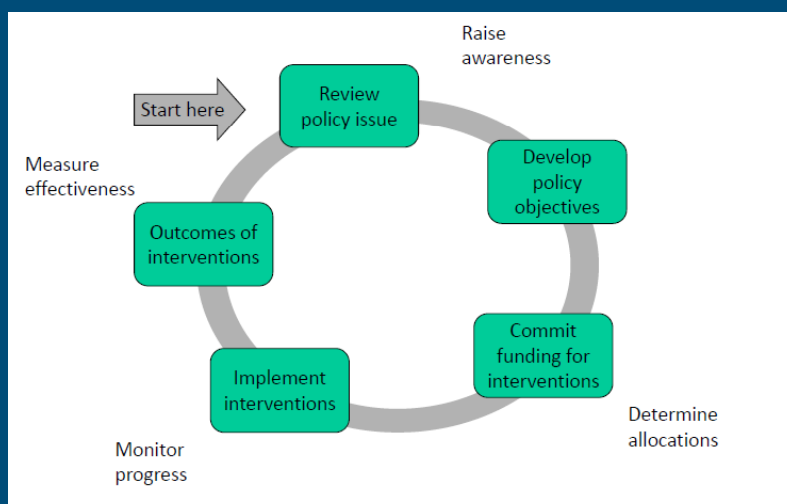 Raise
awareness
Start here
Review
policy issue
Develop
policy
objectives
Commit
funding for
interventions
Determine
allocations
Implement
interventions
Monitor
progress
Outcomes of
interventions
Measure
effectiveness